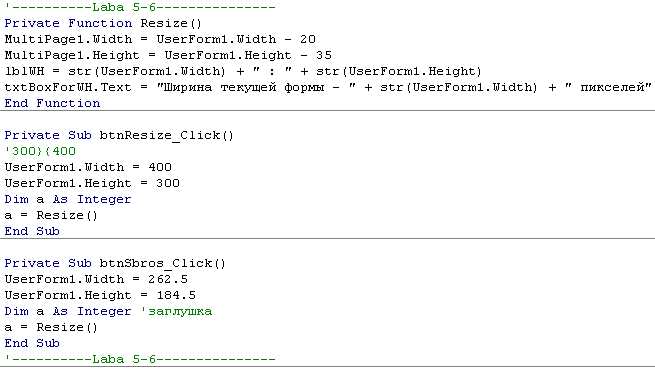 '----------Laba 5-6---------------
Private Function Resize()
MultiPage1.Width = UserForm1.Width - 20
MultiPage1.Height = UserForm1.Height - 35
lblWH = str(UserForm1.Width) + " : " + str(UserForm1.Height)
txtBoxForWH.Text = "Ширина текущей формы - " + str(UserForm1.Width) + " пикселей"
End Function
Private Sub btnResize_Click()
'300}{400
UserForm1.Width = 400
UserForm1.Height = 300
Dim a As Integer
a = Resize()
End Sub
Private Sub btnSbros_Click()
UserForm1.Width = 262.5
UserForm1.Height = 184.5
Dim a As Integer 'заглушка
a = Resize()
End Sub
'----------Laba 5-6---------------